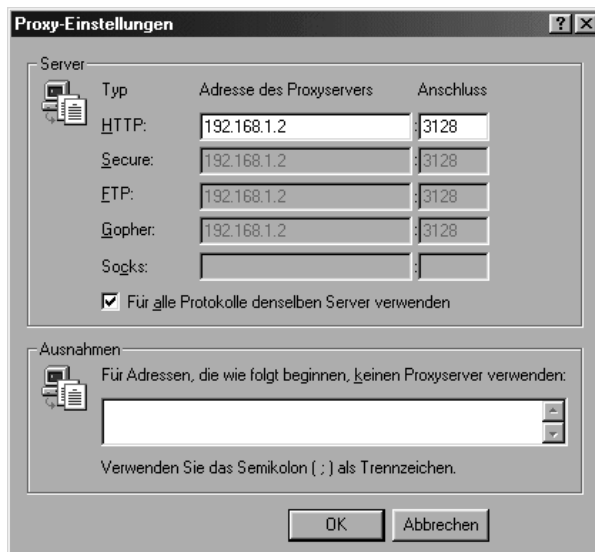 Proxy-Einstellungen
Server
Typ Adresse des Proxyservers Anschluss
HTTP: 192.168.1.2 : 3128
Secure: 192.168.1.2 : 3128
FTP: 192.168.1.2 : 3128
Gopher: 192.168.1.2 : 3128
Socks: :
Für alle Protokolle denselben Server verwenden
Ausnahmen
Für Adressen, die wie folgt beginnen, keinen Proxyserver verwenden:
Verwenden Sie das Semikolon ( ; ) als Trennzeichen.
OK Abbrechen